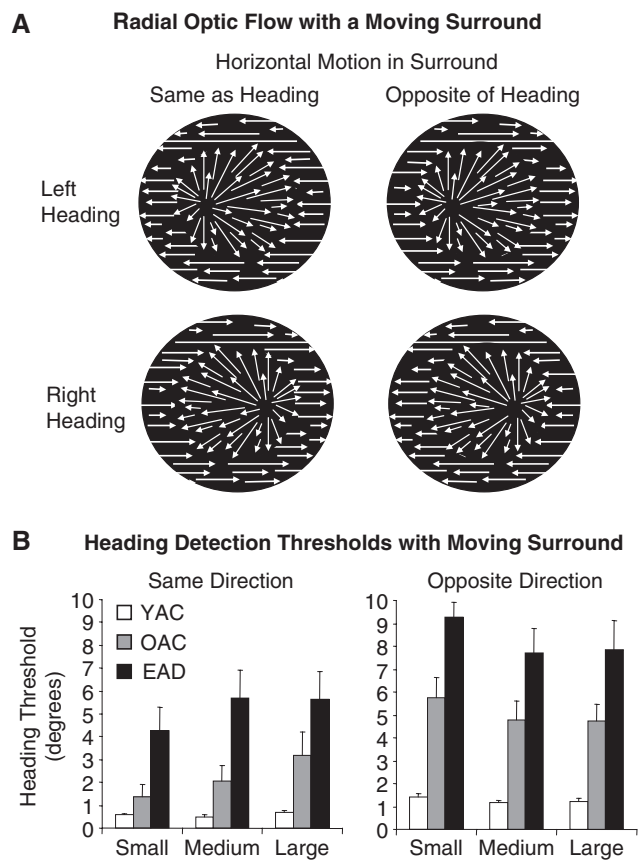 A Radial Optic Flow with a Moving Surround
Horizontal Motion in Surround
Same as Heading Opposite of Heading
Left
Heading
Right
Heading
B Heading Detection Thresholds with Moving Surround
Same Direction Opposite Direction
Heading Threshold
(degrees)
10
9
8
7
6
5
4
3
2
1
0
YAC
OAC
EAD
Small Medium Large
10
9
8
7
6
5
4
3
2
1
0
Small Medium Large